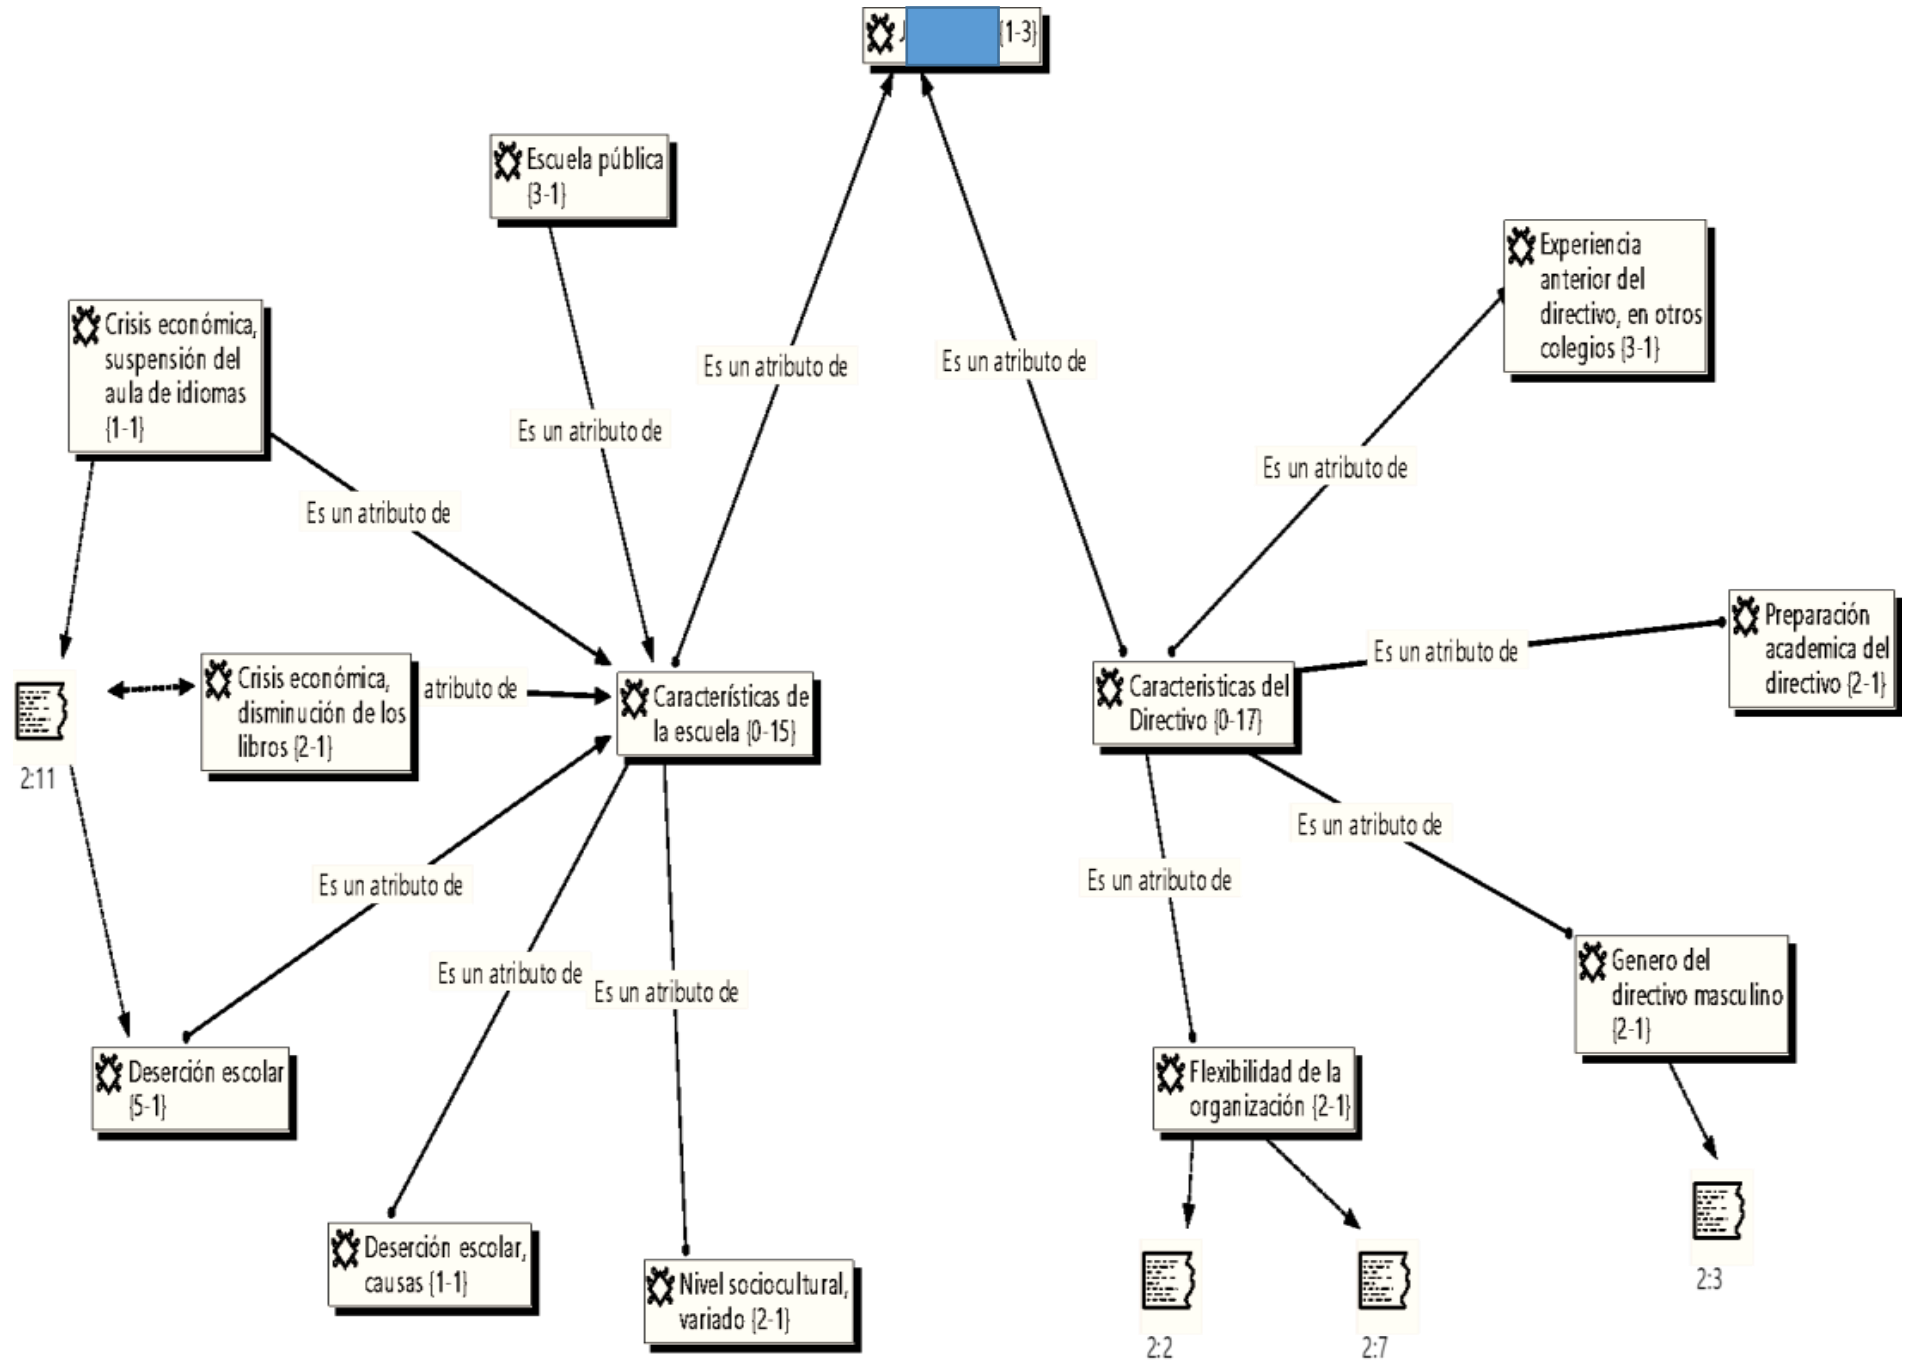 {1-3}
Escuela pública
{3-1}
Experiencia
anterior del
directivo, en otros
colegios {3-1}
Crisis económica,
suspensión del
aula de idiomas
{1-1}
Es un atributo de
Es un atributo de
Es un atributo de
Es un atributo de
Es un atributo de
Preparación
academica del
directivo {2-1}
Es un atributo de
2:11
Crisis económica,
disminución de los
libros {2-1}
atributo de
Características de
la escuela {0-15}
Caracteristicas del
Directivo {0-17}
Es un atributo de
Es un atributo de
Es un atributo de
Es un atributo de
Es un atributo de
Genero del
directivo masculino
{2-1}
Deserción escolar
{5-1}
Flexibilidad de la
organización {2-1}
Deserción escolar,
causas {1-1}
Nivel sociocultural,
variado {2-1}
2:3
2:2
2:7